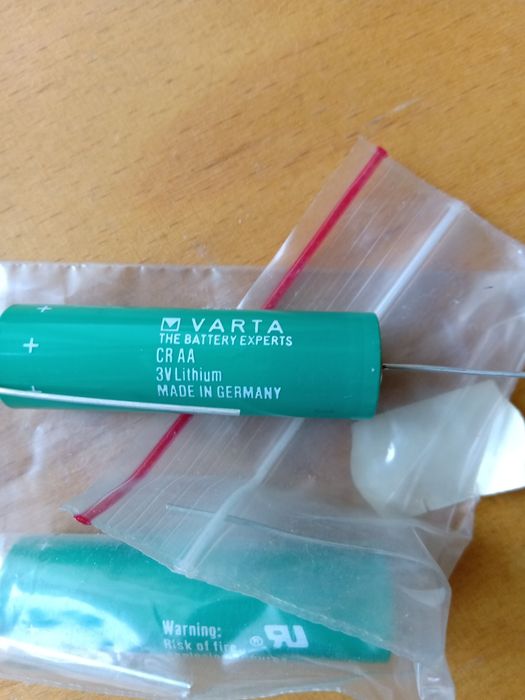 +
+
+
VARTA
THE BATTERY EXPERTS
CR AA
3V Lithium
MADE IN GERMANY
Warning:
Risk of fire
®